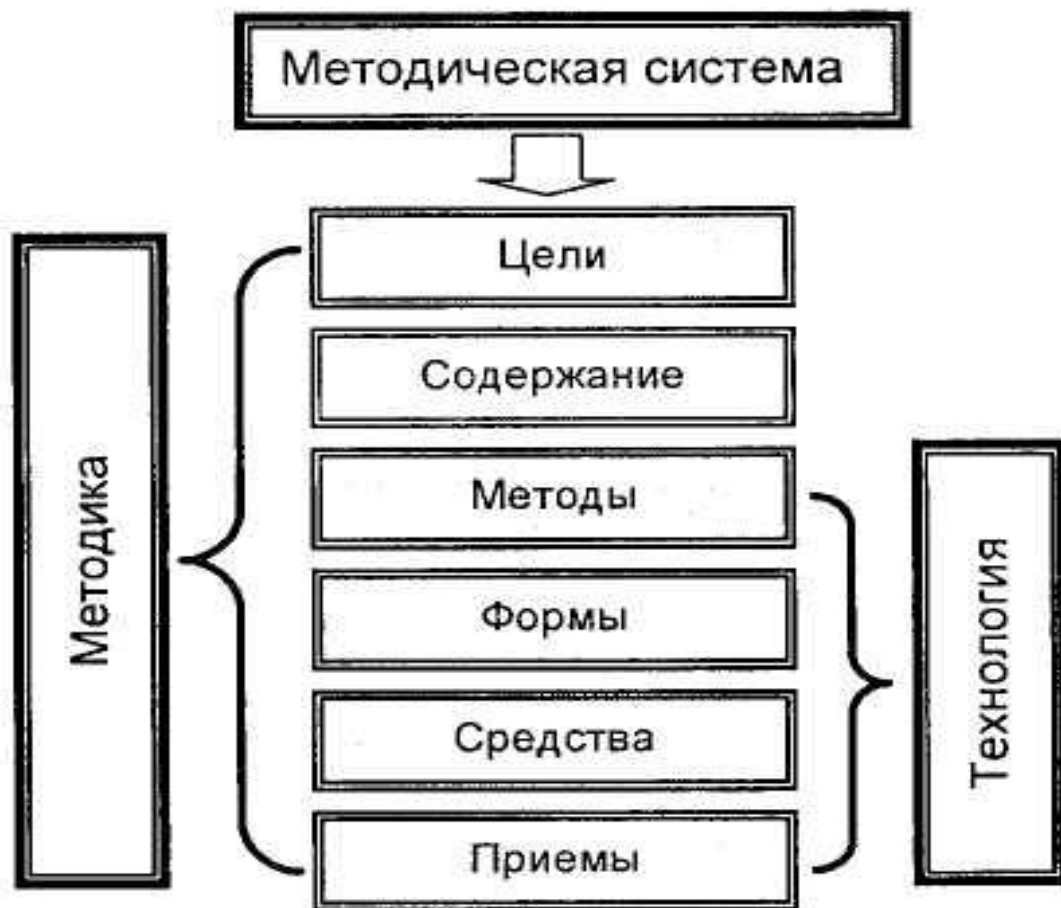 Методическая система
Цели
Содержание
Методы
Формы
Средства
Приемы
Методика
Технология